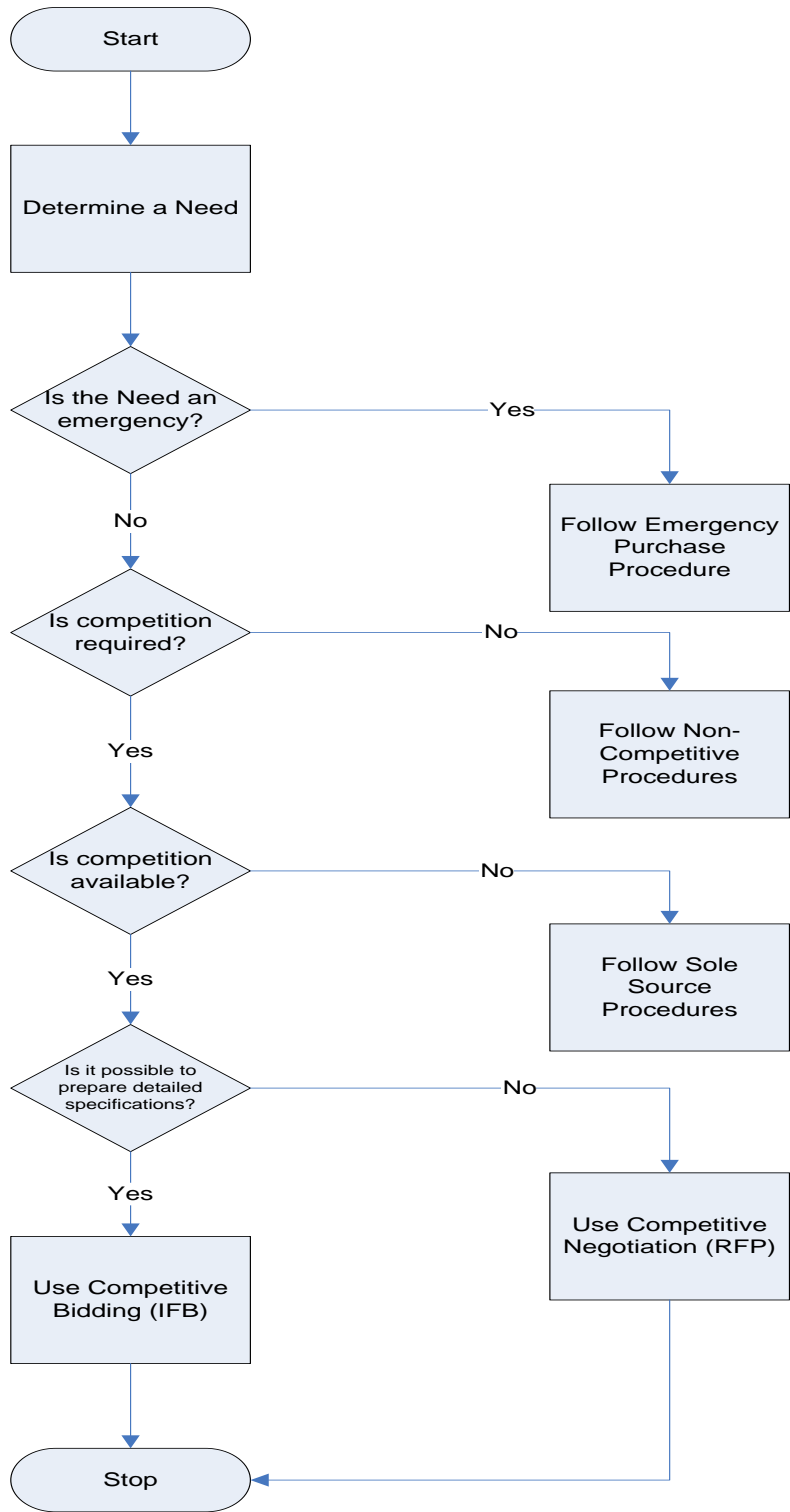 Start
Determine a Need
Is the Need an
emergency?
Yes
Follow Emergency
Purchase
Procedure
No
Is competition
required?
No
Follow Non-
Competitive
Procedures
Yes
Is competition
available?
No
Follow Sole
Source
Procedures
Yes
Is it possible to
prepare detailed
specifications?
No
Use Competitive
Negotiation (RFP)
Yes
Use Competitive
Bidding (IFB)
Stop